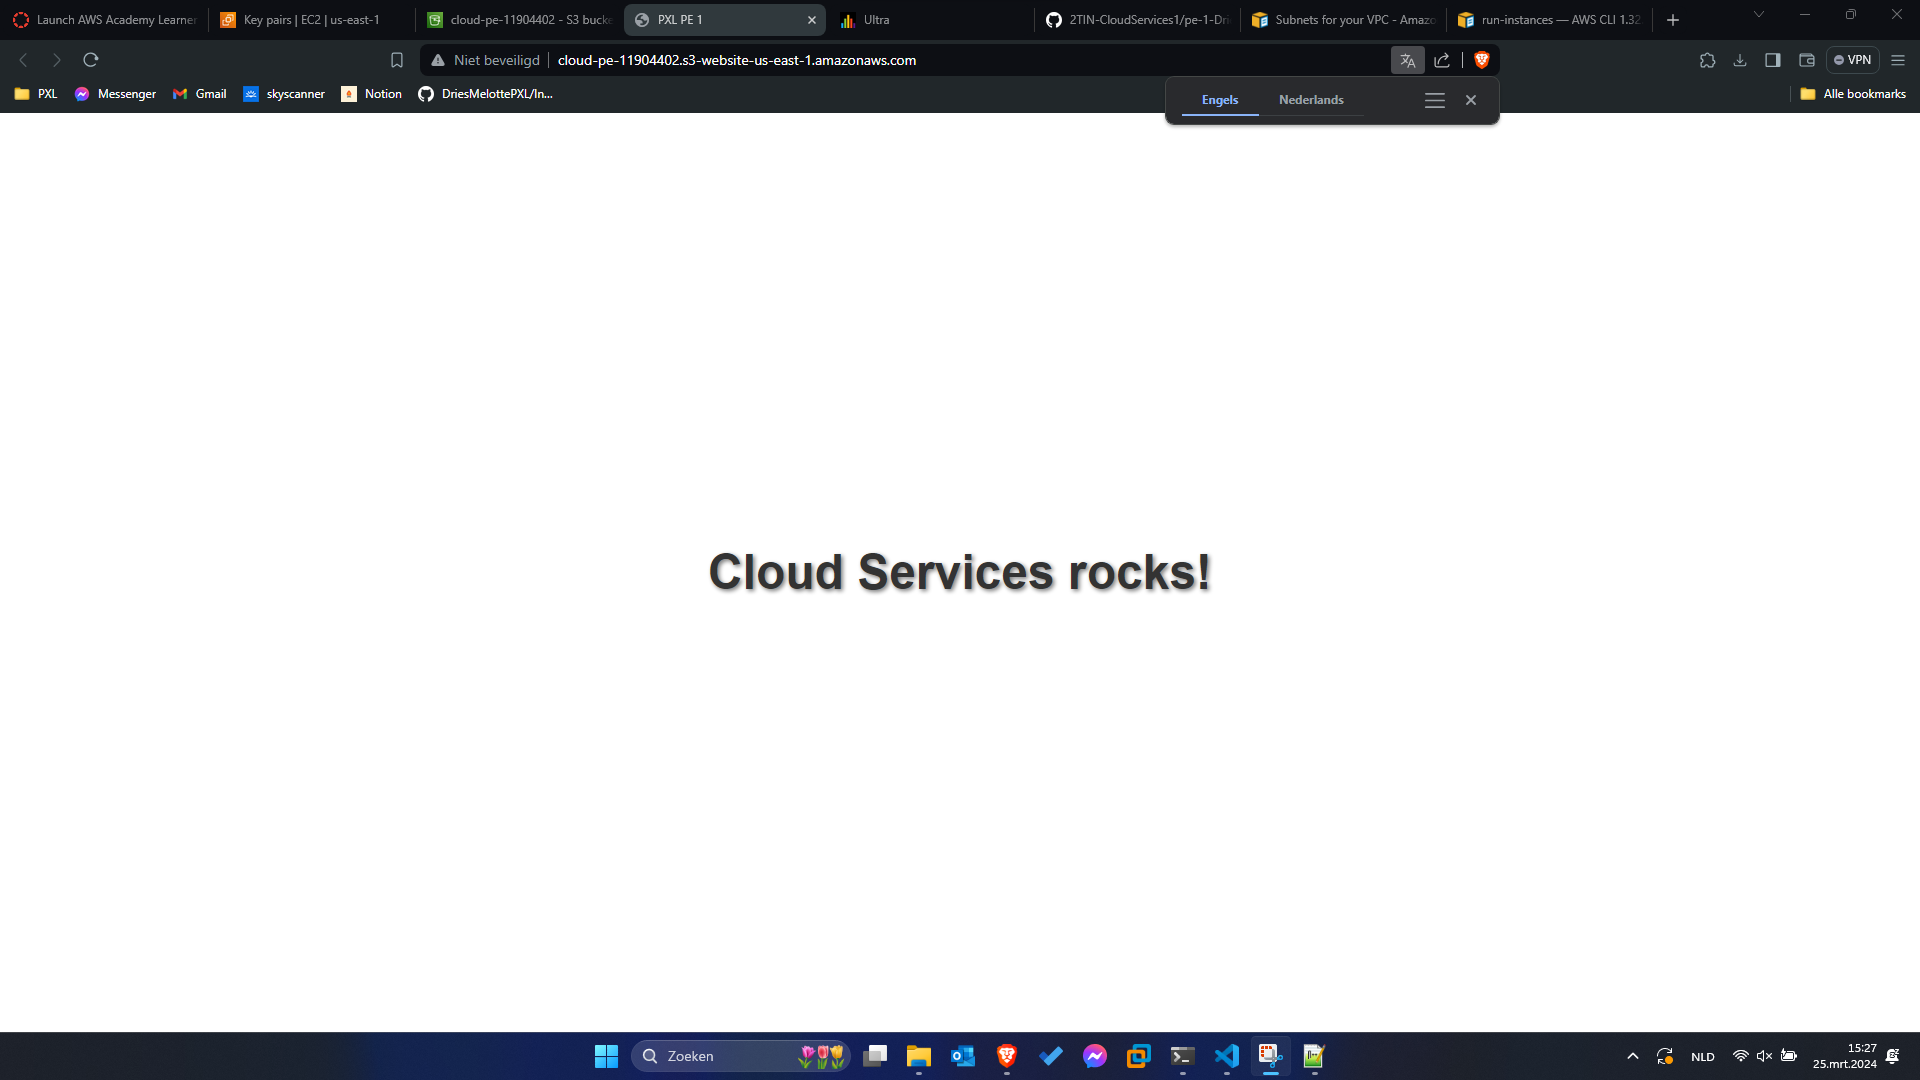 Launch AWS Academy Learner
Key pairs | EC2 | us-east-1
cloud-pe-11904402 - S3 bucke
PXL PE 1
Ultra
2TIN-CloudServices1/pe-1-Dri
Subnets for your VPC - Amazo
run-instances — AWS CLI 1.32.
Niet beveiligd
cloud-pe-11904402.s3-website-us-east-1.amazonaws.com
VPN
PXL
Messenger
Gmail
skyscanner
Notion
DriesMelottePXL/In...
Alle bookmarks
Engels
Nederlands
Cloud Services rocks!
Zoeken
NLD
15:27
25.mrt.2024